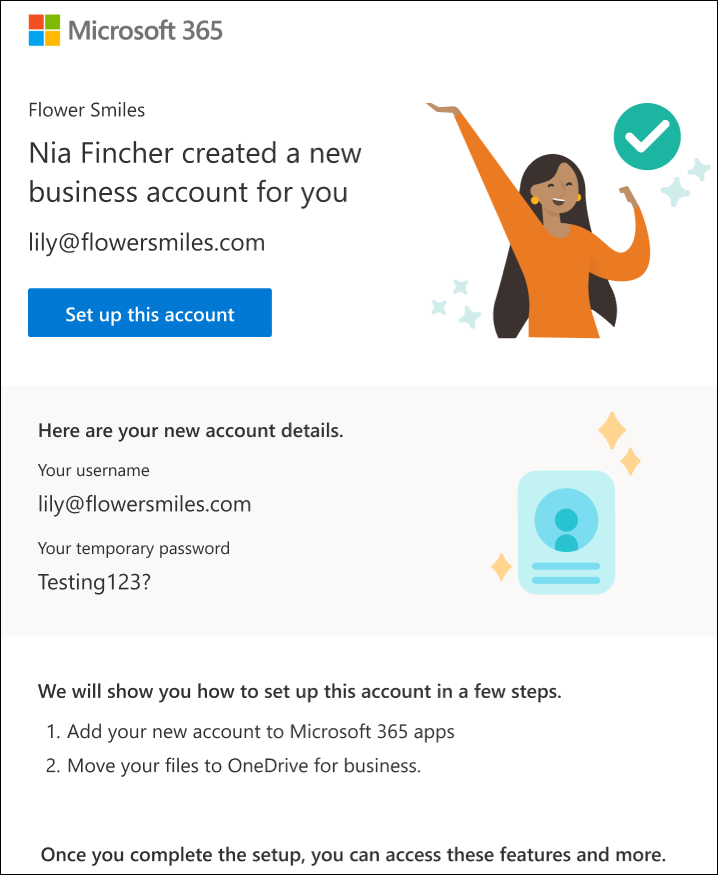 Microsoft 365
Flower Smiles
Nia Fincher created a new
business account for you
lily@flowersmiles.com
Set up this account
Here are your new account details.
Your username
lily@flowersmiles.com
Your temporary password
Testing123?
We will show you how to set up this account in a few steps.
1. Add your new account to Microsoft 365 apps
2. Move your files to OneDrive for business.
Once you complete the setup, you can access these features and more.